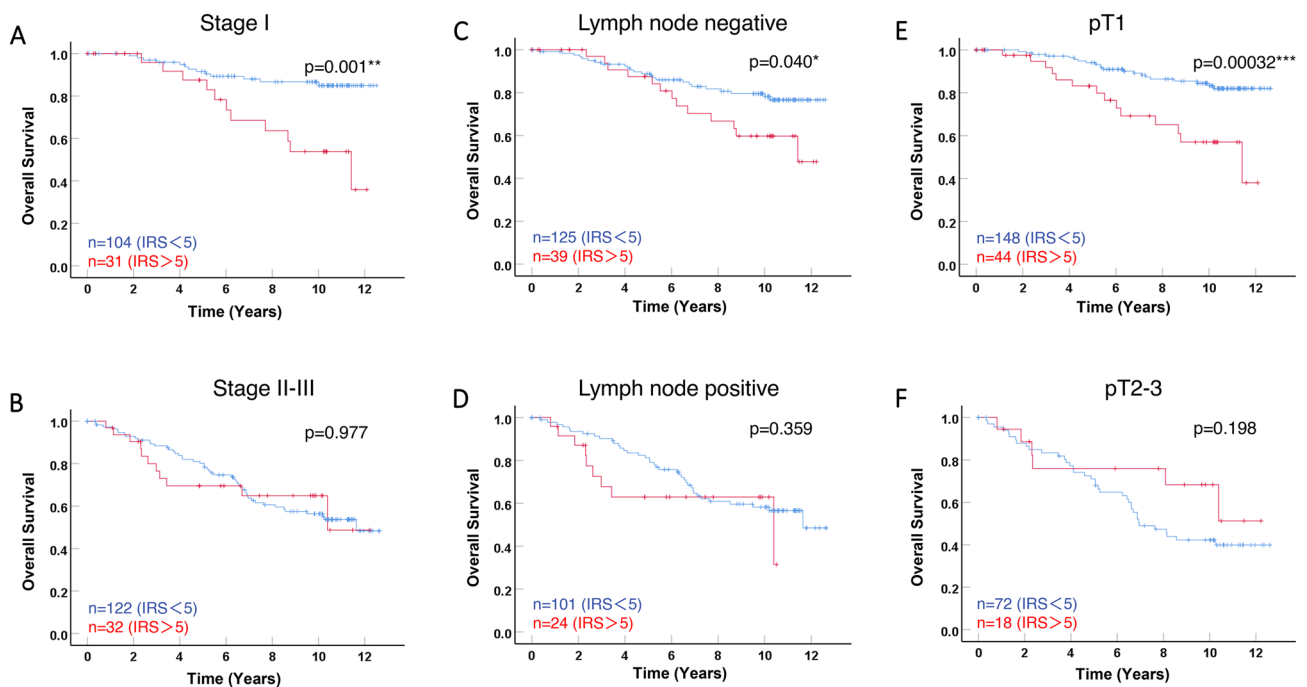 A
Stage I
p=0.001**
Overall Survival
1.0
0.8
0.6
0.4
0.2
0.0
n=104 (IRS<5)
n=31 (IRS>5)
0 2 4 6 8 10 12
Time (Years)
C
Lymph node negative
p=0.040*
Overall Survival
1.0
0.8
0.6
0.4
0.2
0.0
n=125 (IRS<5)
n=39 (IRS>5)
0 2 4 6 8 10 12
Time (Years)
E
pT1
p=0.00032***
Overall Survival
1.0
0.8
0.6
0.4
0.2
0.0
n=148 (IRS<5)
n=44 (IRS>5)
0 2 4 6 8 10 12
Time (Years)
B
Stage II-III
p=0.977
Overall Survival
1.0
0.8
0.6
0.4
0.2
0.0
n=122 (IRS<5)
n=32 (IRS>5)
0 2 4 6 8 10 12
Time (Years)
D
Lymph node positive
p=0.359
Overall Survival
1.0
0.8
0.6
0.4
0.2
0.0
n=101 (IRS<5)
n=24 (IRS>5)
0 2 4 6 8 10 12
Time (Years)
F
pT2-3
p=0.198
Overall Survival
1.0
0.8
0.6
0.4
0.2
0.0
n=72 (IRS<5)
n=18 (IRS>5)
0 2 4 6 8 10 12
Time (Years)